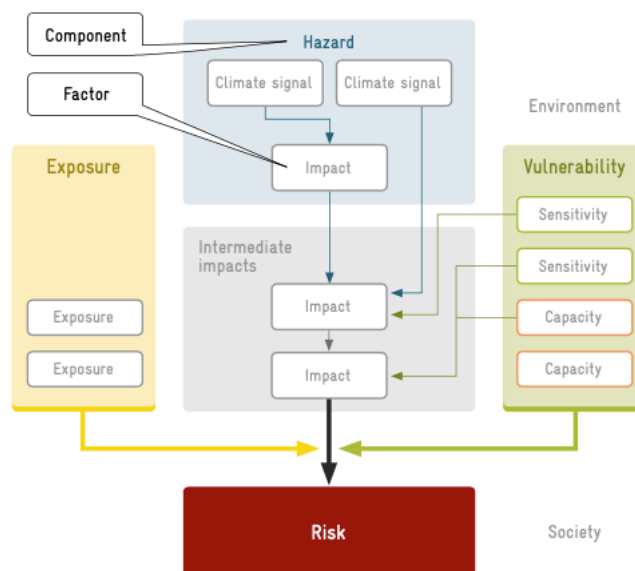 Component
Hazard
Climate signal
Climate signal
Factor
Environment
Impact
Exposure
Vulnerability
Sensitivity
Intermediate
impacts
Sensitivity
Impact
Exposure
Capacity
Impact
Exposure
Capacity
Risk
Society